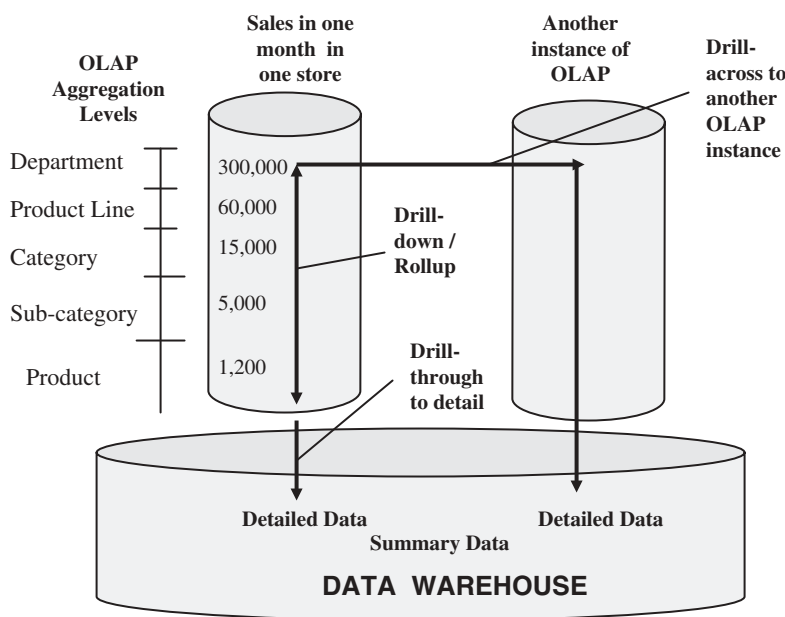 Sales in one
month in
one store
Another
instance of
OLAP
Drill-
across to
another
OLAP
instance
OLAP
Aggregation
Levels
Department
300,000
Product Line
60,000
Category
15,000
Sub-category
5,000
Product
1,200
Drill-
down /
Rollup
Drill-
through
to detail
Detailed Data
Detailed Data
Summary Data
DATA WAREHOUSE